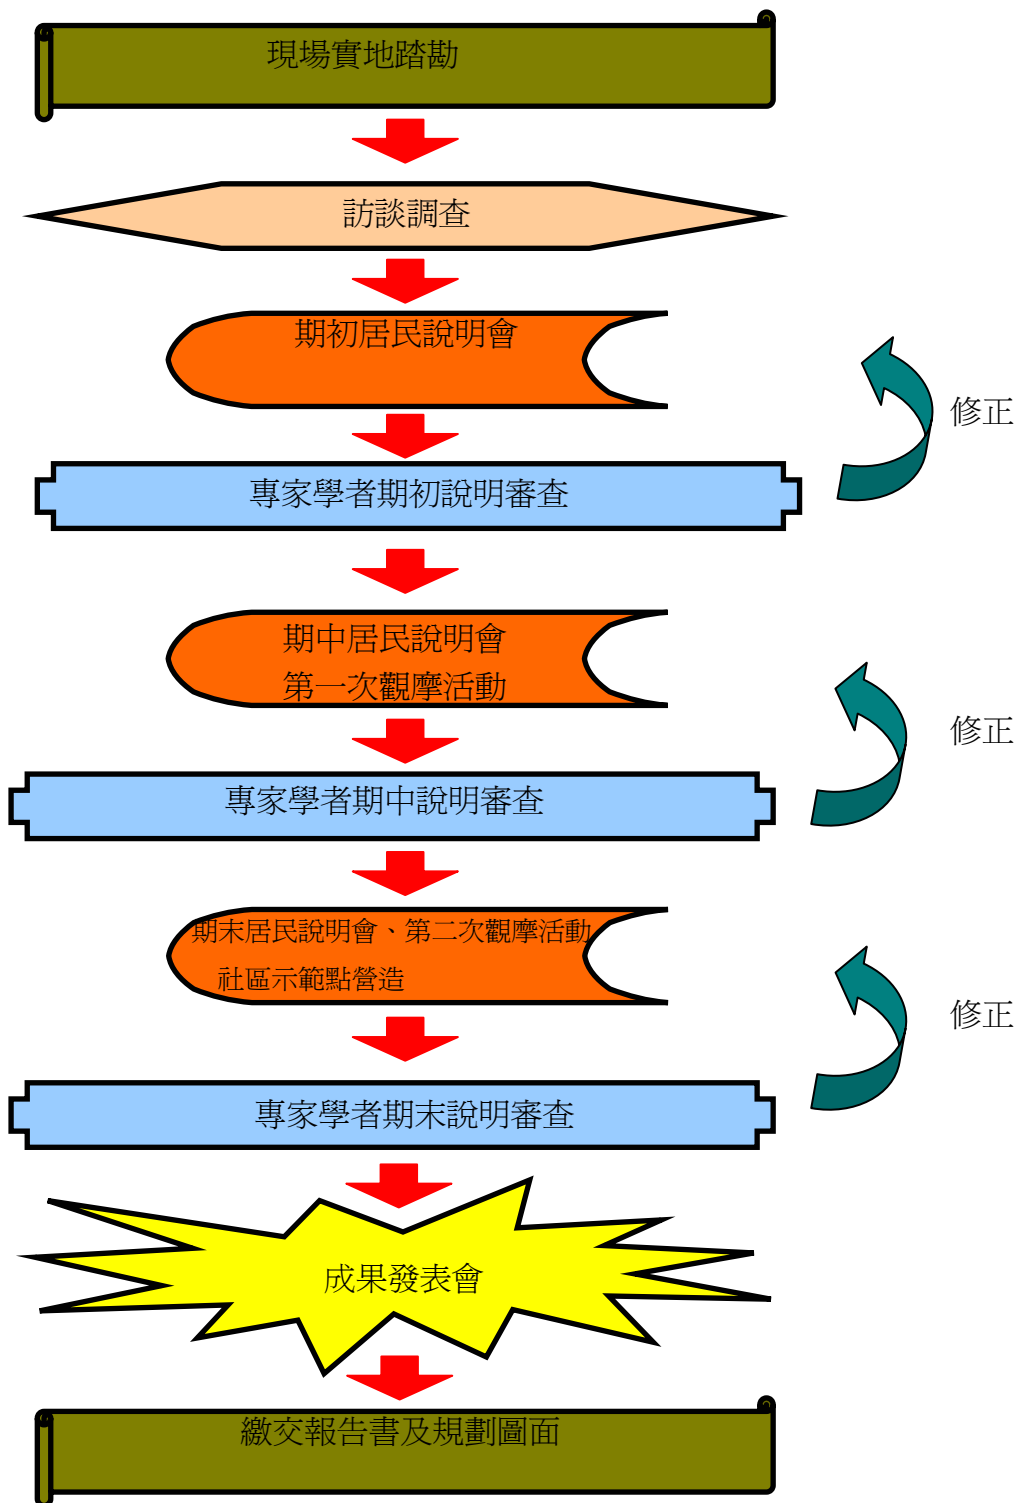 現場實地踏勘
訪談調查
期初居民說明會
修正
專家學者期初說明審查
期中居民說明會
第一次觀摩活動
修正
專家學者期中說明審查
期末居民說明會、第二次觀摩活動
社區示範點營造
修正
專家學者期末說明審查
成果發表會
繳交報告書及規劃圖面